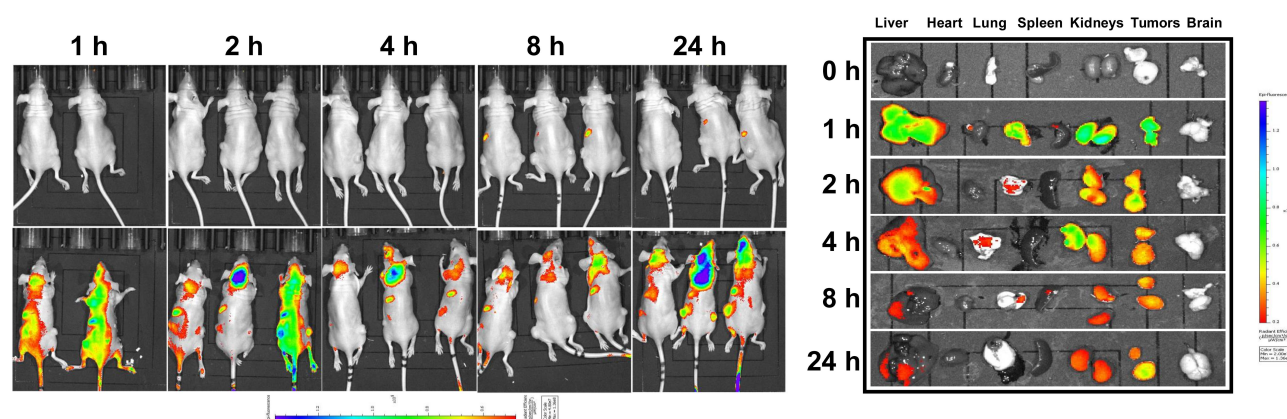 1 h 2 h 4 h 8 h 24 h
Liver Heart Lung Spleen Kidneys Tumors Brain
0 h
1 h
2 h
4 h
8 h
24 h